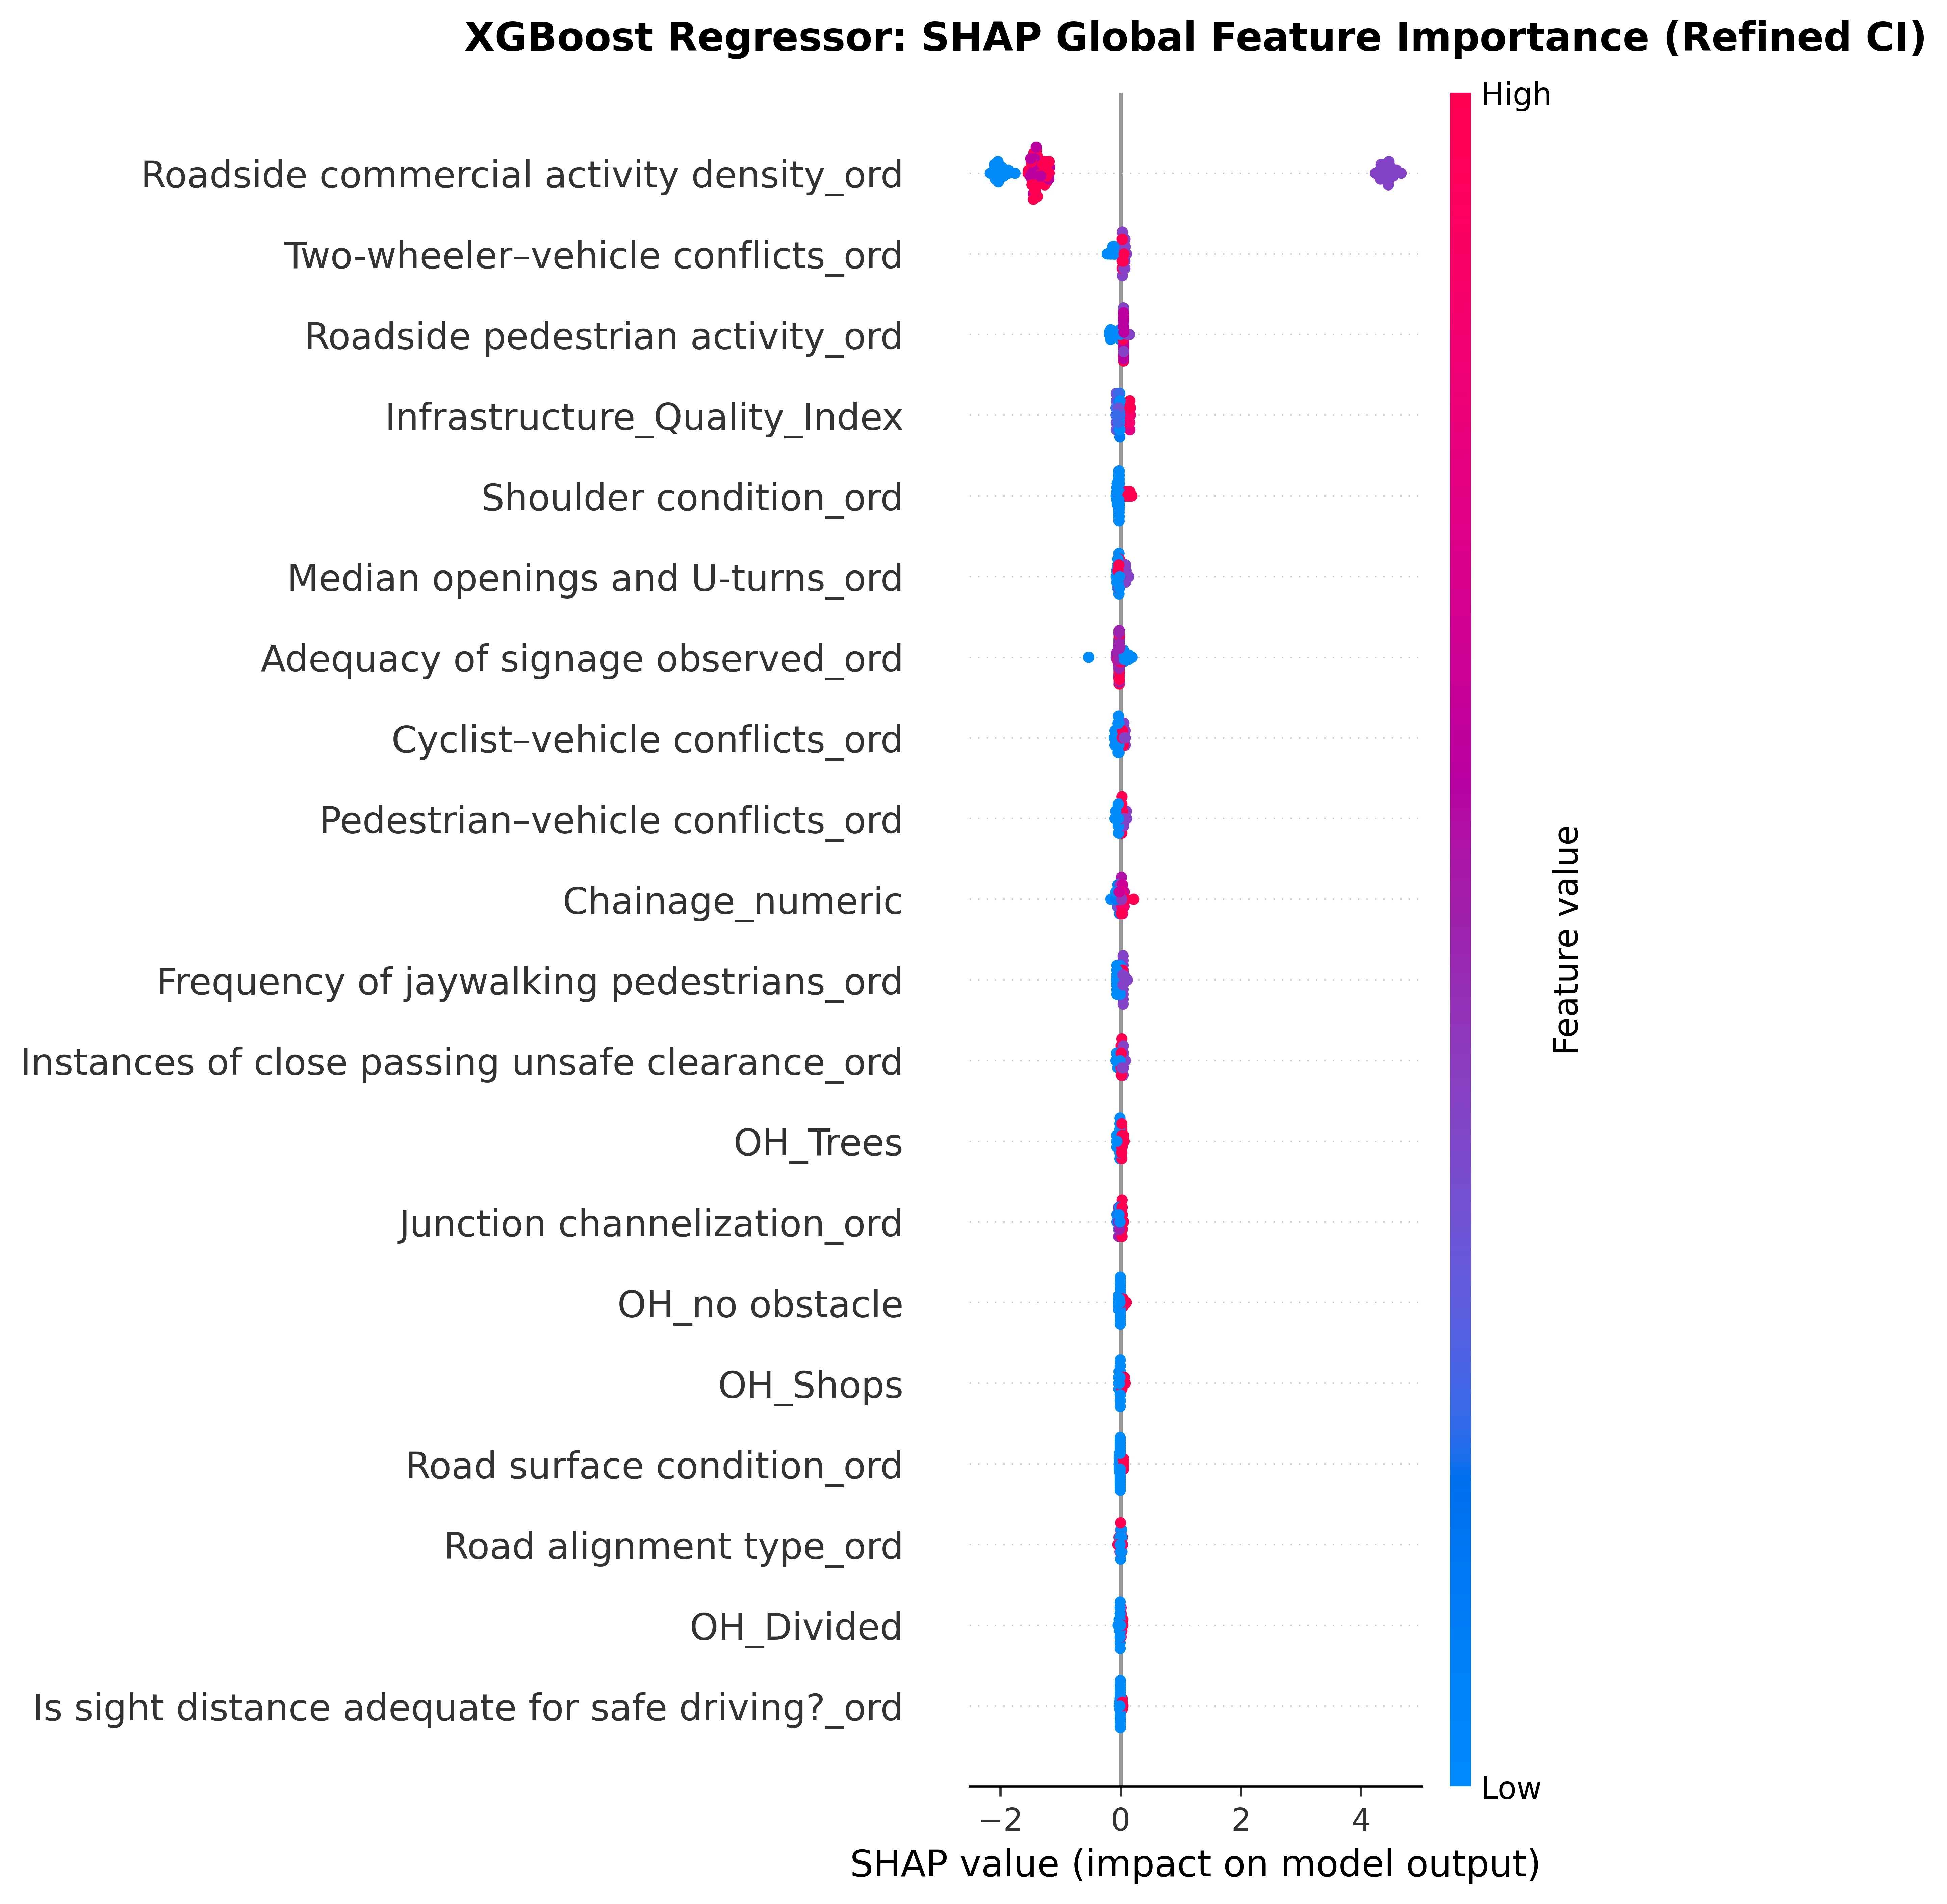 XGBoost Regressor: SHAP Global Feature Importance (Refined CI)
High
Roadside commercial activity density_ord
Two-wheeler–vehicle conflicts_ord
Roadside pedestrian activity_ord
Infrastructure_Quality_Index
Shoulder condition_ord
Median openings and U-turns_ord
Adequacy of signage observed_ord
Cyclist–vehicle conflicts_ord
Pedestrian–vehicle conflicts_ord
Chainage_numeric
Frequency of jaywalking pedestrians_ord
Instances of close passing unsafe clearance_ord
OH_Trees
Junction channelization_ord
OH_no obstacle
OH_Shops
Road surface condition_ord
Road alignment type_ord
OH_Divided
Is sight distance adequate for safe driving?_ord
Feature value
Low
−2 0 2 4
SHAP value (impact on model output)